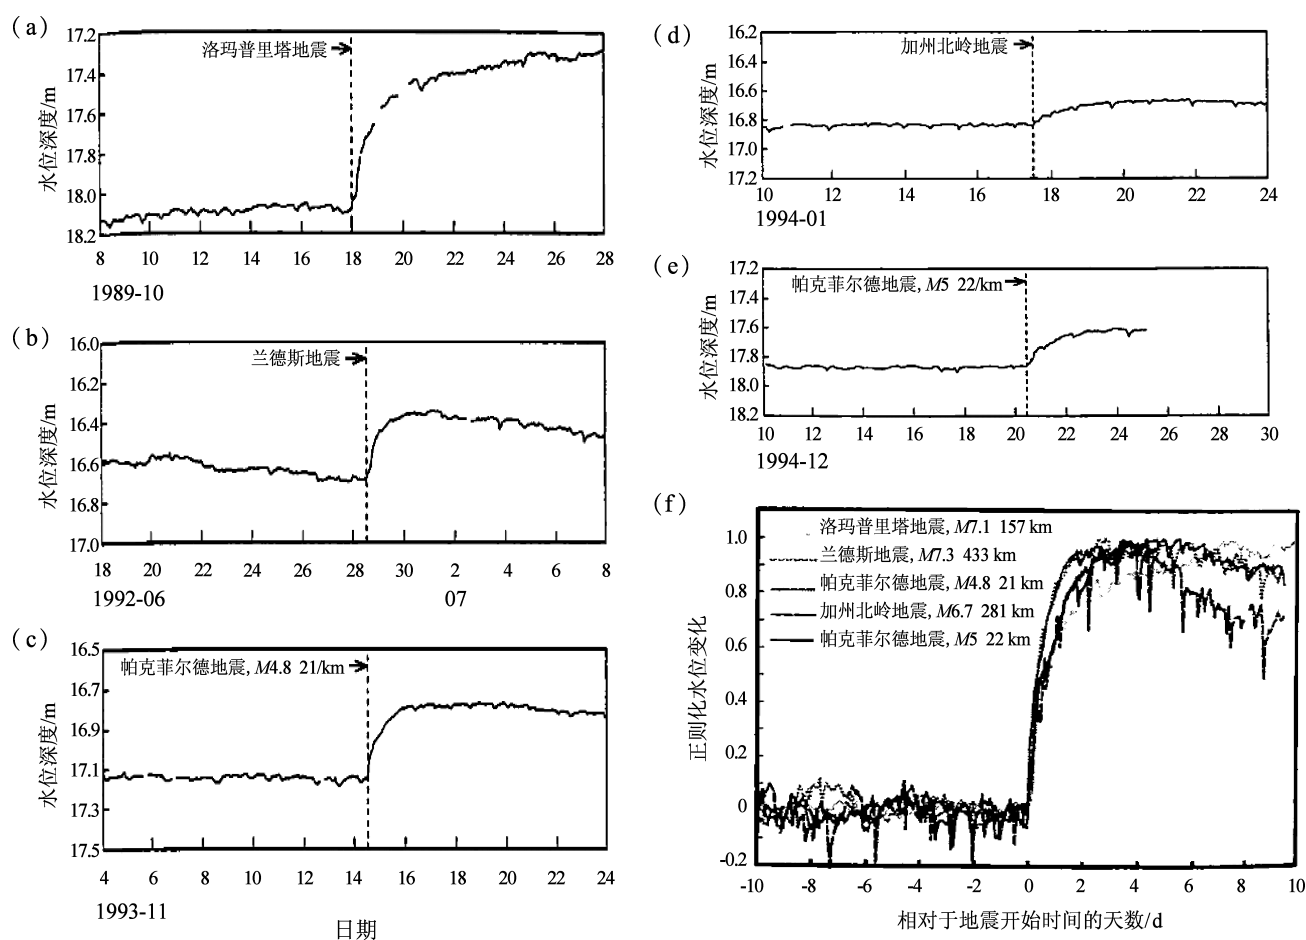 (a)
17.2
17.4
17.6
17.8
18.0
18.2
水位深度/m
洛玛普里塔地震
8 10 12 14 16 18 20 22 24 26 28
1989-10
(b)
16.0
16.2
16.4
16.6
16.8
17.0
水位深度/m
兰德斯地震
18 20 22 24 26 28 30 2 4 6 8
1992-06 07
(c)
16.5
16.7
16.9
17.1
17.3
17.5
水位深度/m
帕克菲尔德地震, M4.8 21/km
4 6 8 10 12 14 16 18 20 22 24
1993-11
日期
(d)
16.2
16.4
16.6
16.8
17.0
17.2
水位深度/m
加州北岭地震
10 12 14 16 18 20 22 24
1994-01
(e)
17.2
17.4
17.6
17.8
18.0
18.2
水位深度/m
帕克菲尔德地震, M5 22/km
10 12 14 16 18 20 22 24 26 28 30
1994-12
(f)
洛玛普里塔地震, M7.1 157 km
兰德斯地震, M7.3 433 km
帕克菲尔德地震, M4.8 21 km
加州北岭地震, M6.7 281 km
帕克菲尔德地震, M5 22 km
1.0
0.8
0.6
0.4
0.2
0
-0.2
正则化水位变化
-10 -8 -6 -4 -2 0 2 4 6 8 10
相对于地震开始时间的天数/d